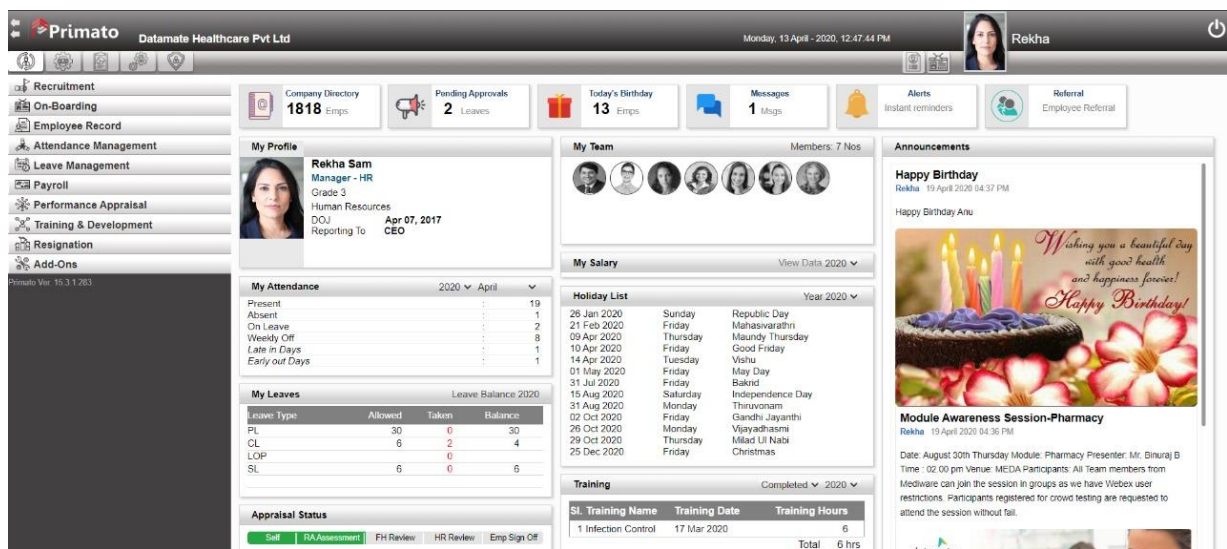 Primato Datamate Healthcare Pvt Ltd
Monday, 13 April - 2020, 12:47:44 PM
Rekha
Recruitment
On-Boarding
Employee Record
Attendance Management
Leave Management
Payroll
Performance Appraisal
Training & Development
Resignation
Add-Ons
Primato Ver. 15.3.1.283
Company Directory
1818 Emps
Pending Approvals
2 Leaves
Today's Birthday
13 Emps.
Messages
1 Msgs
Alerts
Instant reminders
Referral
Employee Referral
My Profile
Rekha Sam
Manager - HR
Grade 3
Human Resources
DOJ Apr 07, 2017
Reporting To CEO
My Attendance 2020 April
Present : 19
Absent : 1
On Leave : 2
Weekly Off : 8
Late in Days : 1
Early out Days : 1
My Leaves Leave Balance 2020
Leave Type Allowed Taken Balance
PL 30 0 30
CL 6 2 4
LOP 0
SL 6 0 6
Appraisal Status
Self RA Assessment FH Review HR Review Emp Sign Off
My Team Members: 7 Nos
My Salary View Data 2020
Holiday List Year 2020
26 Jan 2020 Sunday Republic Day
21 Feb 2020 Friday Mahasivarathri
09 Apr 2020 Thursday Maundy Thursday
10 Apr 2020 Friday Good Friday
14 Apr 2020 Tuesday Vishu
01 May 2020 Friday May Day
31 Jul 2020 Friday Bakrid
15 Aug 2020 Saturday Independence Day
31 Aug 2020 Monday Thiruvonam
02 Oct 2020 Friday Gandhi Jayanthi
26 Oct 2020 Monday Vijayadhasmi
29 Oct 2020 Thursday Milad Ul Nabi
25 Dec 2020 Friday Christmas
Training Completed 2020
Sl. Training Name Training Date Training Hours
1 Infection Control 17 Mar 2020 6
Total 6 hrs
Announcements
Happy Birthday
Rekha 19 April 2020 04:37 PM
Happy Birthday Anu
Wishing you a beautiful day
with good health
and happiness forever!
Happy Birthday!
Module Awareness Session-Pharmacy
Rekha 19 April 2020 04:36 PM
Date: August 30th Thursday Module: Pharmacy Presenter: Mr. Binuraj B
Time : 02.00 pm Venue: MEDA Participants: All Team members from
Mediware can join the session in groups as we have Webex user
restrictions. Participants registered for crowd testing are requested to
attend the session without fail.